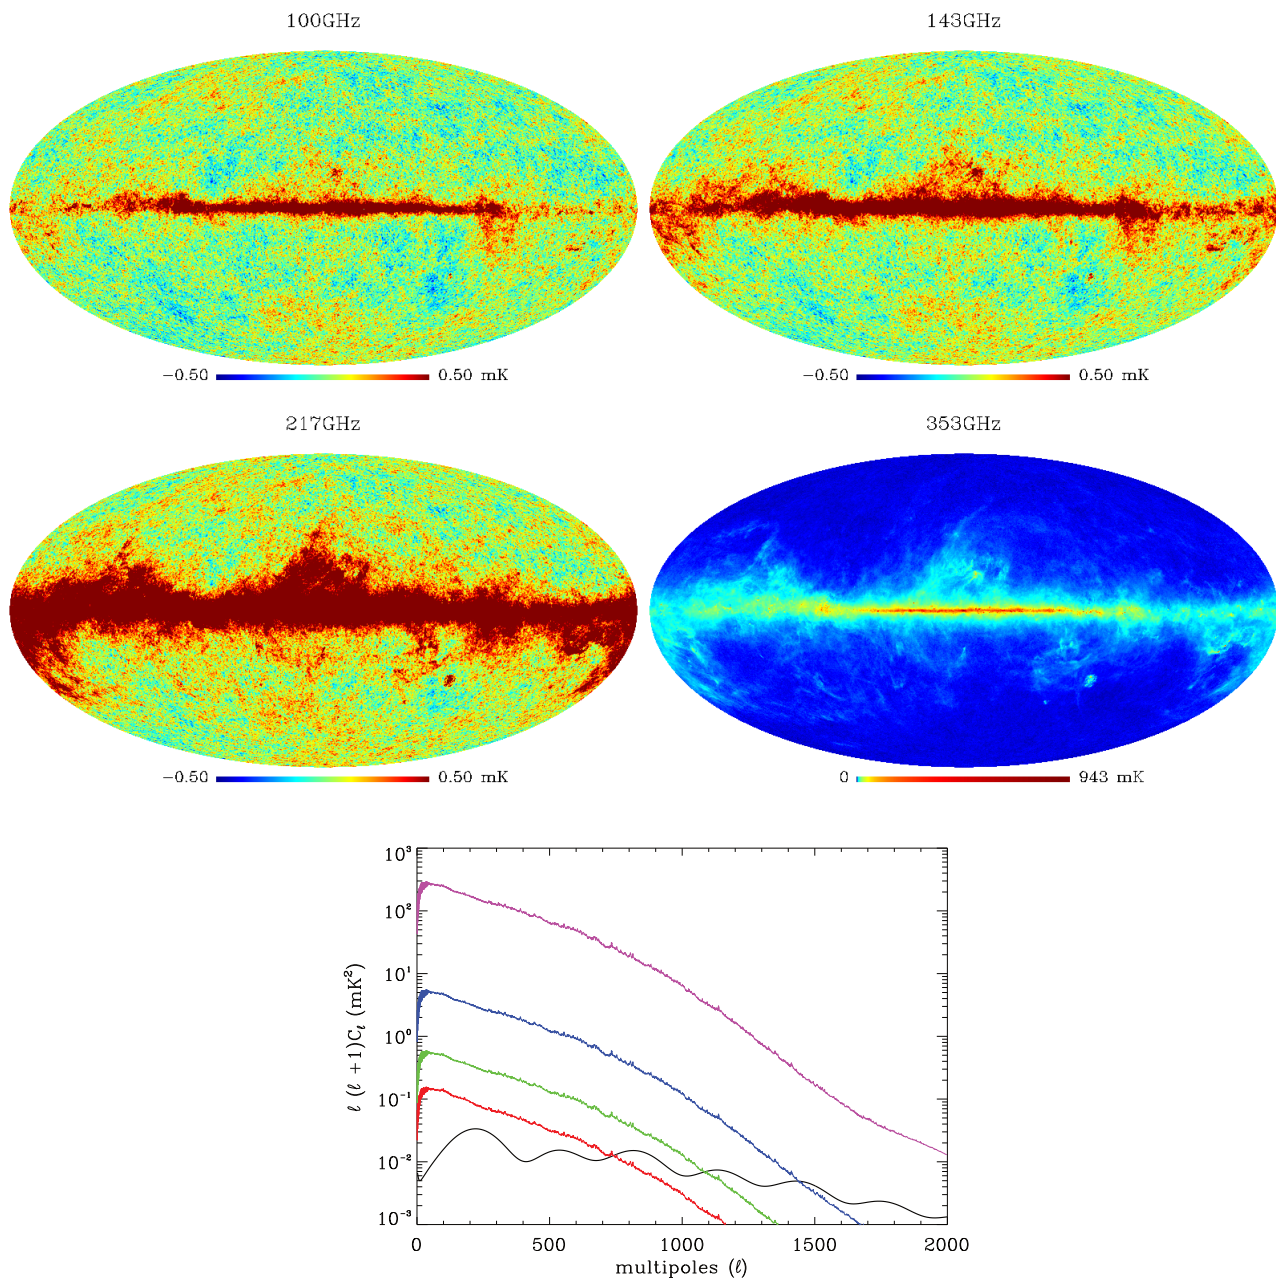 100GHz
143GHz
−0.50 0.50 mK
−0.50 0.50 mK
217GHz
353GHz
−0.50 0.50 mK
0 943 mK
10³
10²
10¹
10⁰
10⁻¹
10⁻²
10⁻³
ℓ (ℓ +1)Cℓ (mK²)
0 500 1000 1500 2000
multipoles (ℓ)